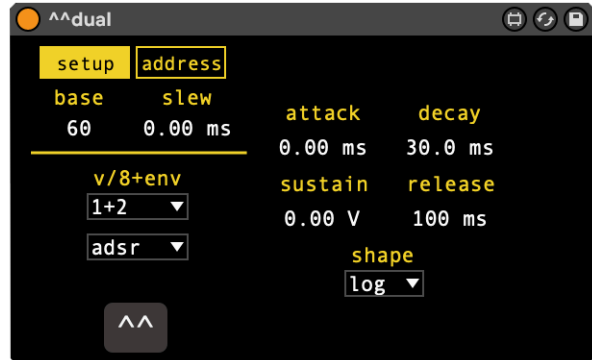 ^^dual
setup address
base slew
60 0.00 ms
v/8+env
1+2 ▼
adsr ▼
^^
attack decay
0.00 ms 30.0 ms
sustain release
0.00 V 100 ms
shape
log ▼